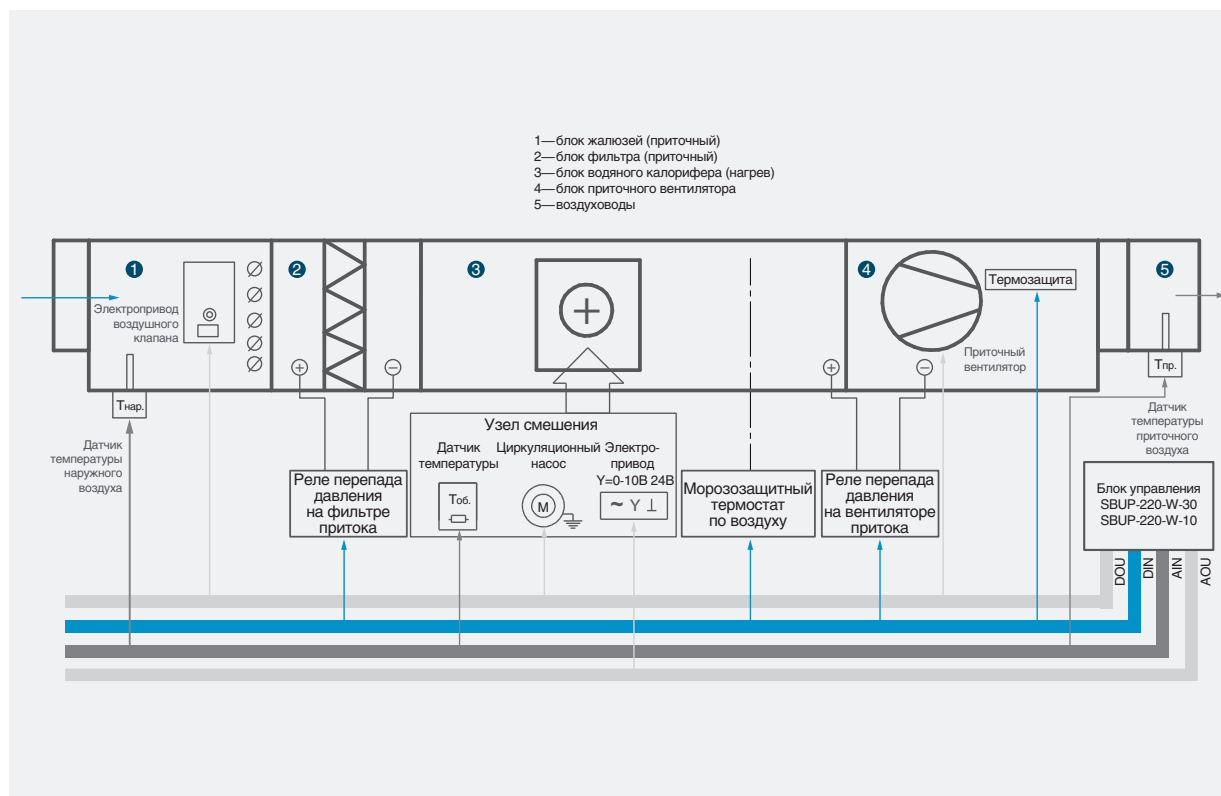 1—блок жалюзей (приточный)
2—блок фильтра (приточный)
3—блок водяного калорифера (нагрев)
4—блок приточного вентилятора
5—воздуховоды
1
2
3
4
5
Электропривод
воздушного
клапана
Термозащита
Приточный
вентилятор
+
−
+
+
−
Tнар.
Tпр.
Датчик
температуры
наружного
воздуха
Реле перепада
давления
на фильтре
притока
Узел смешения
Датчик
температуры
Tоб.
Циркуляционный
насос
M
Электро-
привод
Y=0-10В 24В
~ Y ⊥
Морозозащитный
термостат
по воздуху
Реле перепада
давления
на вентиляторе
притока
Датчик
температуры
приточного
воздуха
Блок управления
SBUP-220-W-30
SBUP-220-W-10
DOU
DIN
AIN
AOU